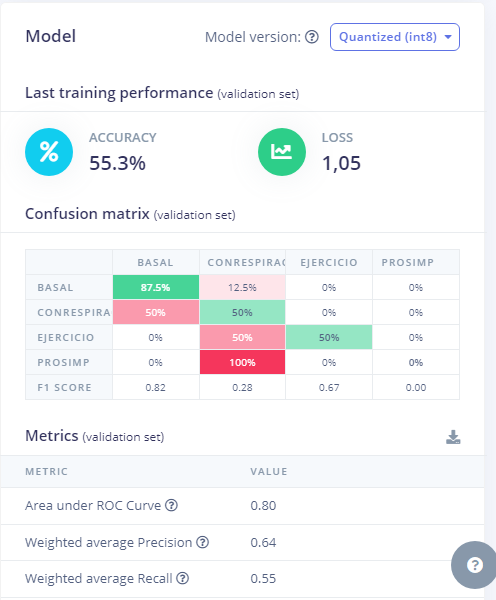 Model
Model version: Quantized (int8)
Last training performance (validation set)
ACCURACY
55.3%
LOSS
1,05
Confusion matrix (validation set)
BASAL CONRESPIRAC EJERCICIO PROSIMP
BASAL 87.5% 12.5% 0% 0%
CONRESPIRA 50% 50% 0% 0%
EJERCICIO 0% 50% 50% 0%
PROSIMP 0% 100% 0% 0%
F1 SCORE 0.82 0.28 0.67 0.00
Metrics (validation set)
METRIC VALUE
Area under ROC Curve 0.80
Weighted average Precision 0.64
Weighted average Recall 0.55